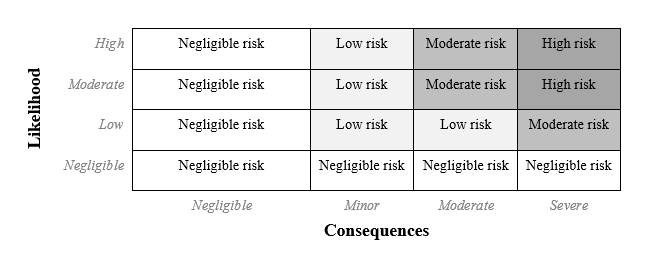 High Negligible risk Low risk Moderate risk High risk
Moderate Negligible risk Low risk Moderate risk High risk
Low Negligible risk Low risk Low risk Moderate risk
Negligible Negligible risk Negligible risk Negligible risk Negligible risk
Likelihood
Negligible Minor Moderate Severe
Consequences